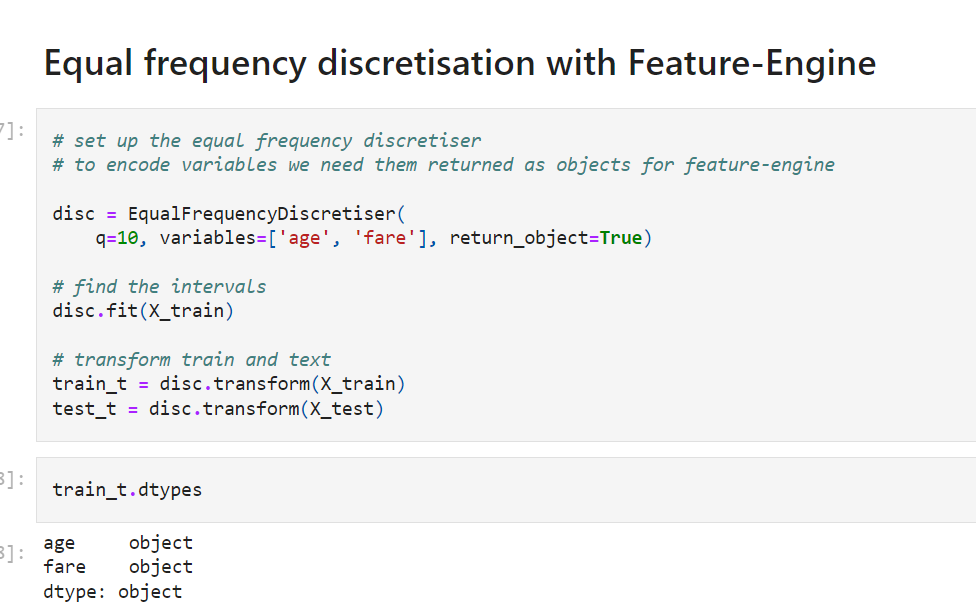 Equal frequency discretisation with Feature-Engine
7]:
# set up the equal frequency discretiser
# to encode variables we need them returned as objects for feature-engine
disc = EqualFrequencyDiscretiser(
q=10, variables=['age', 'fare'], return_object=True)
# find the intervals
disc.fit(X_train)
# transform train and text
train_t = disc.transform(X_train)
test_t = disc.transform(X_test)
8]:
train_t.dtypes
8]:
age object
fare object
dtype: object